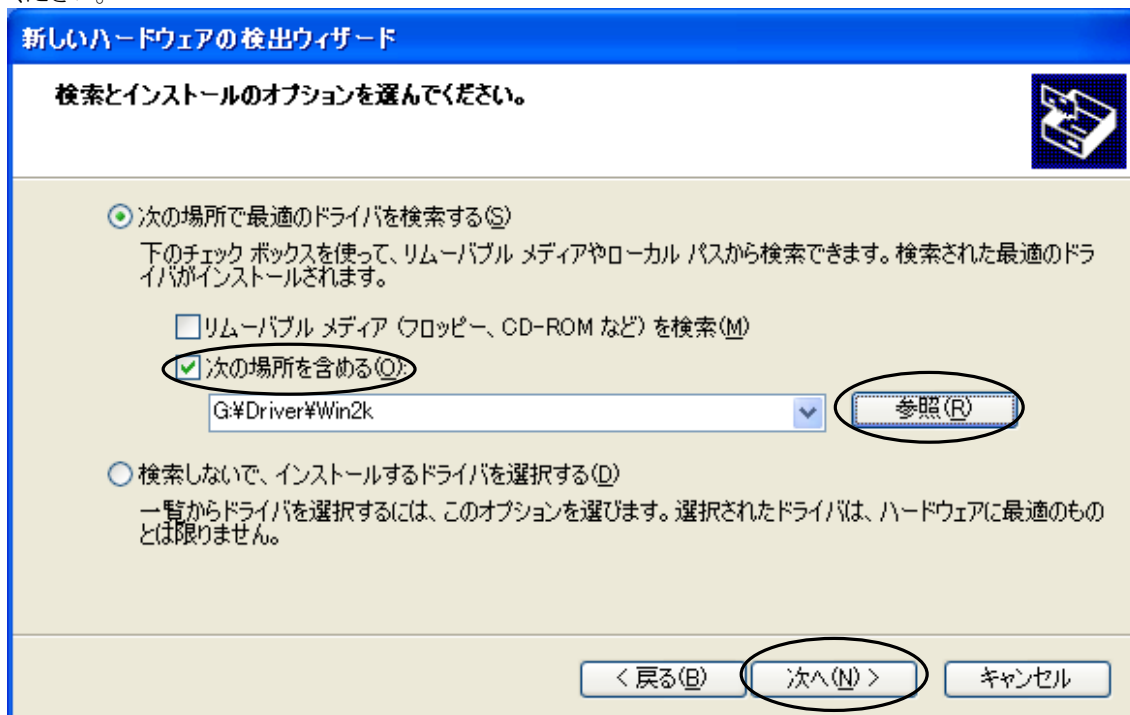 ください。
新しいハードウェアの検出ウィザード
検索とインストールのオプションを選んでください。
次の場所で最適のドライバを検索する(S)
下のチェック ボックスを使って、リムーバブル メディアやローカル パスから検索できます。検索された最適のドラ
イバがインストールされます。
リムーバブル メディア (フロッピー、CD-ROM など) を検索(M)
次の場所を含める(O):
G:¥Driver¥Win2k
参照(R)
検索しないで、インストールするドライバを選択する(D)
一覧からドライバを選択するには、このオプションを選びます。選択されたドライバは、ハードウェアに最適のもの
とは限りません。
< 戻る(B) 次へ(N) > キャンセル